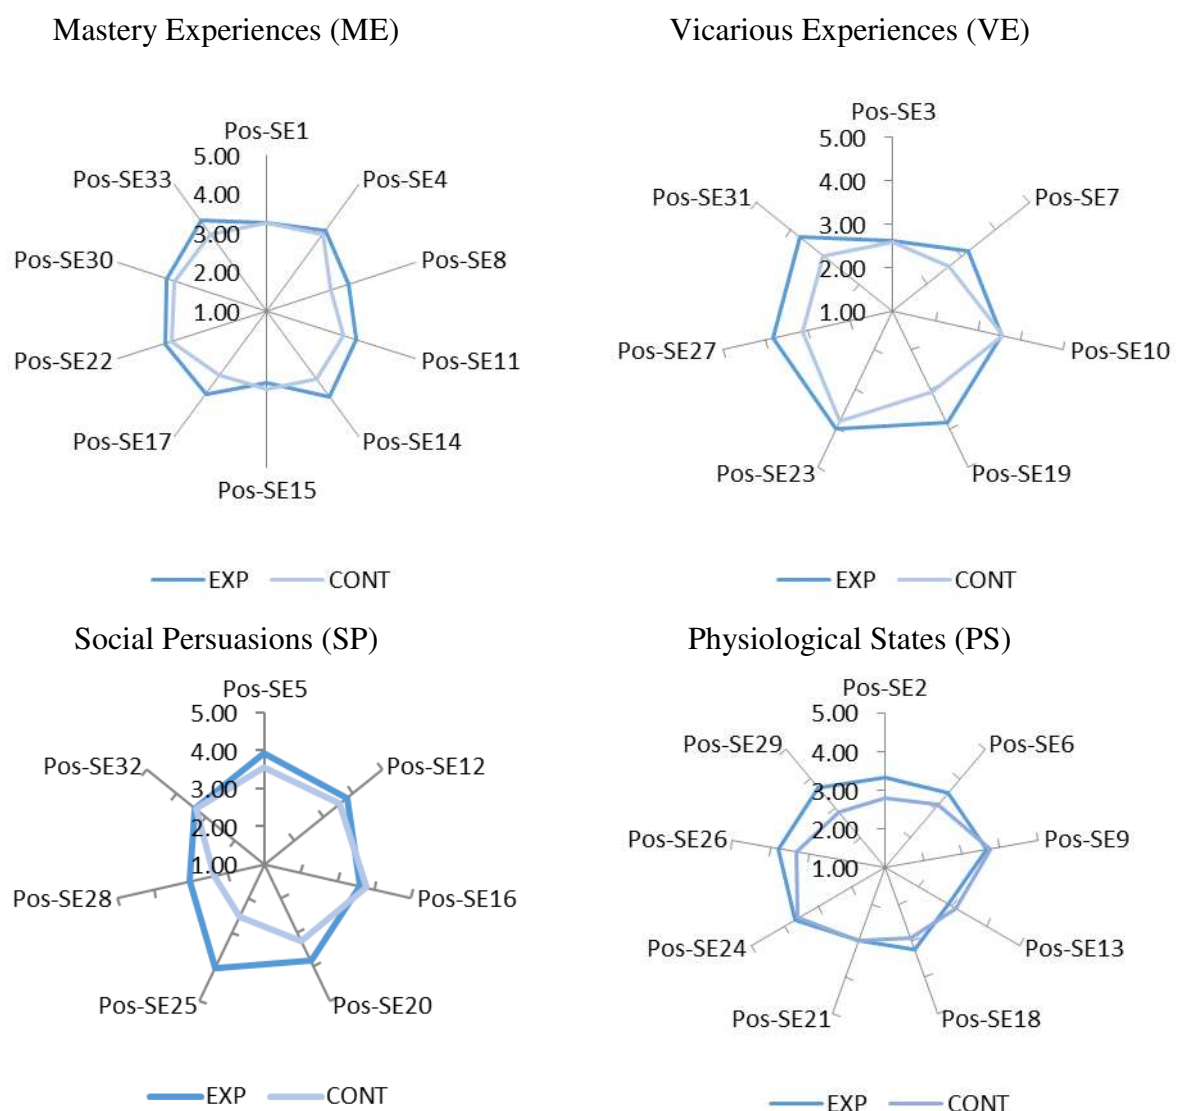 Mastery Experiences (ME)
Pos-SE1
5.00
4.00
3.00
2.00
1.00
Pos-SE4
Pos-SE8
Pos-SE11
Pos-SE14
Pos-SE15
Pos-SE17
Pos-SE22
Pos-SE30
Pos-SE33
EXP CONT
Vicarious Experiences (VE)
Pos-SE3
5.00
4.00
3.00
2.00
1.00
Pos-SE7
Pos-SE10
Pos-SE19
Pos-SE23
Pos-SE27
Pos-SE31
EXP CONT
Social Persuasions (SP)
Pos-SE5
5.00
4.00
3.00
2.00
1.00
Pos-SE12
Pos-SE16
Pos-SE20
Pos-SE25
Pos-SE28
Pos-SE32
EXP CONT
Physiological States (PS)
Pos-SE2
5.00
4.00
3.00
2.00
1.00
Pos-SE6
Pos-SE9
Pos-SE13
Pos-SE18
Pos-SE21
Pos-SE24
Pos-SE26
Pos-SE29
EXP CONT